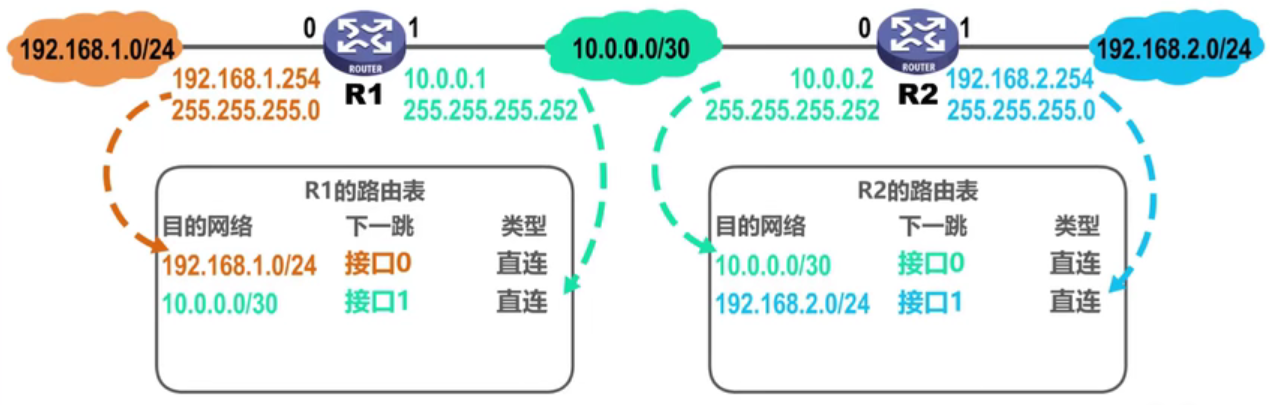 192.168.1.0/24
0
ROUTER
R1
1
10.0.0.0/30
0
ROUTER
R2
1
192.168.2.0/24
192.168.1.254
255.255.255.0
10.0.0.1
255.255.255.252
10.0.0.2
255.255.255.252
192.168.2.254
255.255.255.0
R1的路由表
目的网络 下一跳 类型
192.168.1.0/24 接口0 直连
10.0.0.0/30 接口1 直连
R2的路由表
目的网络 下一跳 类型
10.0.0.0/30 接口0 直连
192.168.2.0/24 接口1 直连